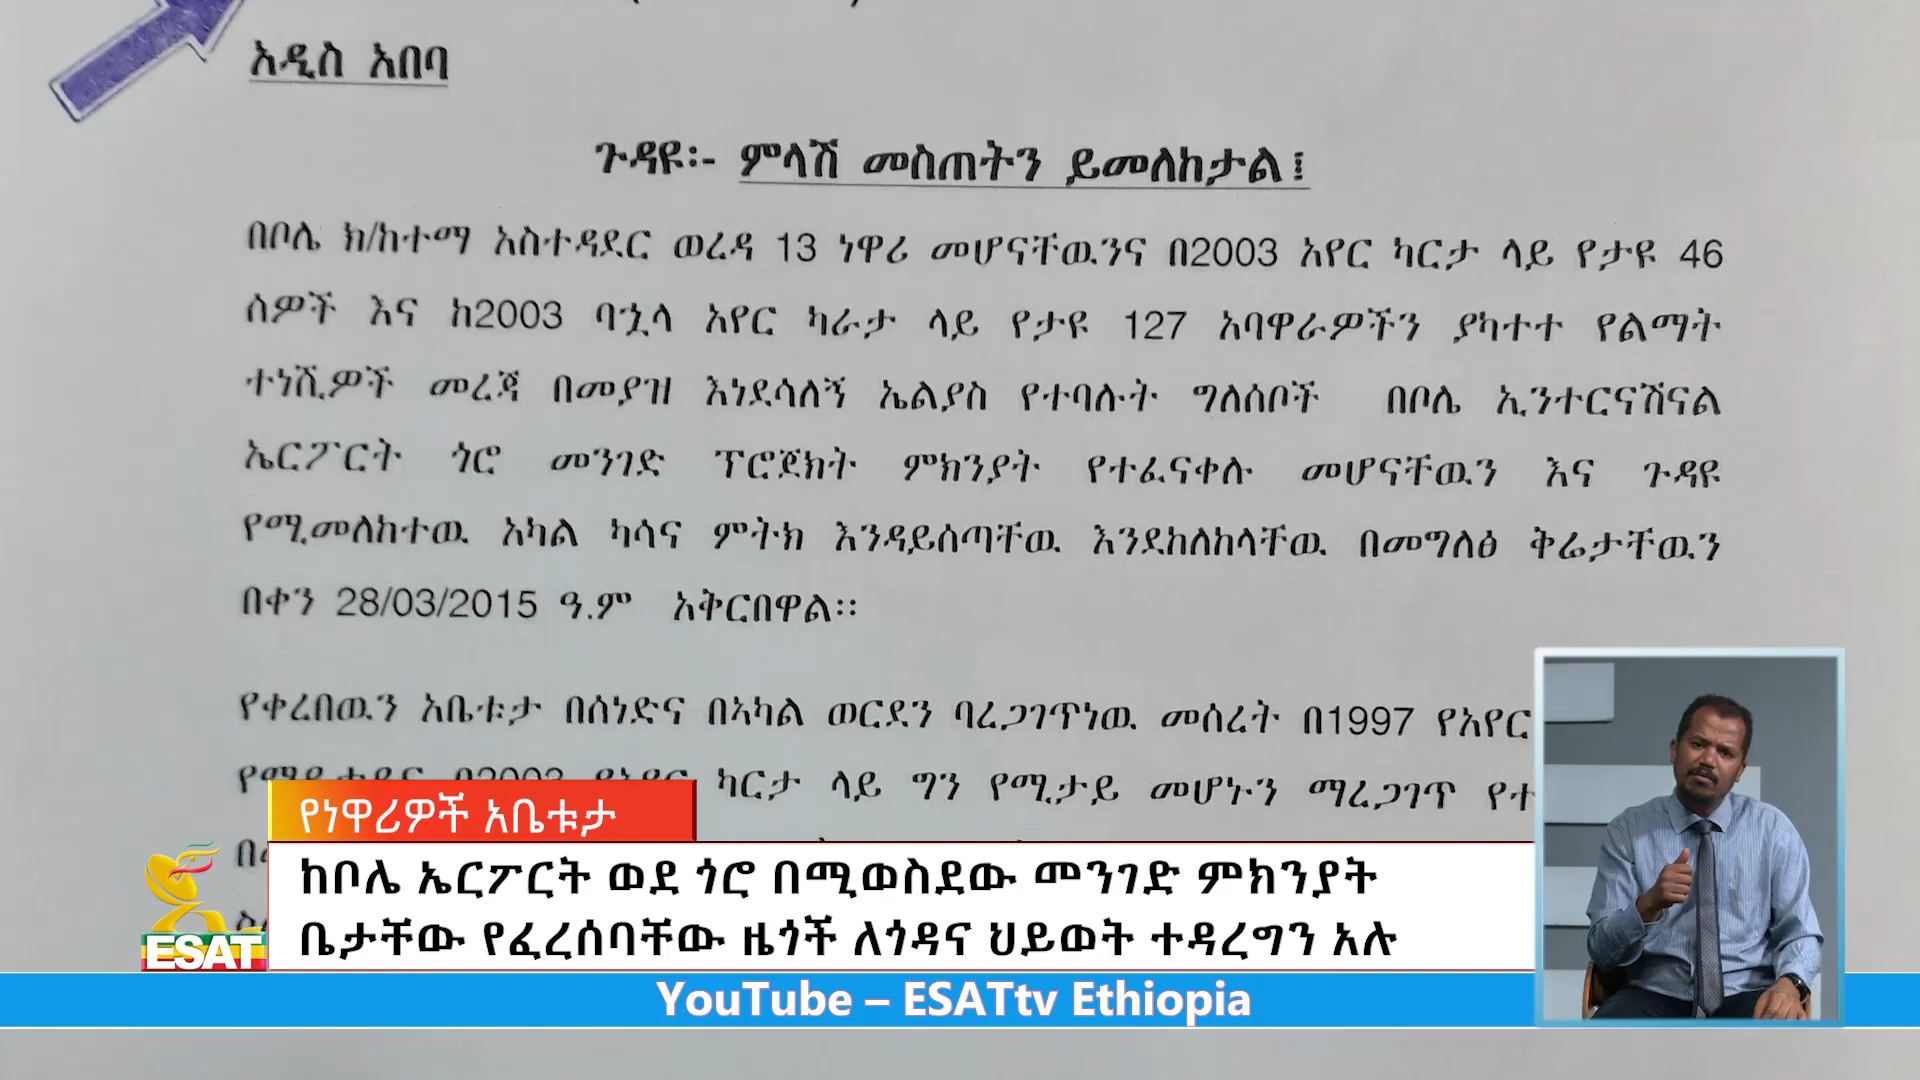 አዲስ አበባ
ጉዳዩ፡- ምላሽ መስጠትን ይመለከታል፤
በቦሌ ክ/ከተማ አስተዳደር ወረዳ 13 ነዋሪ መሆናቸዉንና በ2003 አየር ካርታ ላይ የታዩ 46
ሰዎች እና ከ2003 ባኋላ አየር ካራታ ላይ የታዩ 127 አባዋራዎችን ያካተተ የልማት
ተነሺዎች መረጃ በመያዝ እነደሳለኝ ኤልያስ የተባሉት ግለሰቦች በቦሌ ኢንተርናሽናል
ኤርፖርት ጎሮ መንገድ ፕሮጀክት ምክንያት የተፈናቀሉ መሆናቸዉን እና ጉዳዩ
የሚመለከተዉ አካል ካሳና ምትክ እንዳይሰጣቸዉ እንደከለከላቸዉ በመግለፅ ቅሬታቸዉን
በቀን 28/03/2015 ዓ.ም አቅርበዋል፡፡
የቀረበዉን አቤቱታ በሰነድና በኣካል ወርደን ባረጋገጥነዉ መሰረት በ1997 የአየር
ካርታ ላይ ግን የሚታይ መሆኑን ማረጋገጥ የተ
የነዋሪዎች አቤቱታ
ከቦሌ ኤርፖርት ወደ ጎሮ በሚወስደው መንገድ ምክንያት
ቤታቸው የፈረሰባቸው ዜጎች ለጎዳና ህይወት ተዳረግን አሉ
ESAT
YouTube – ESATtv Ethiopia